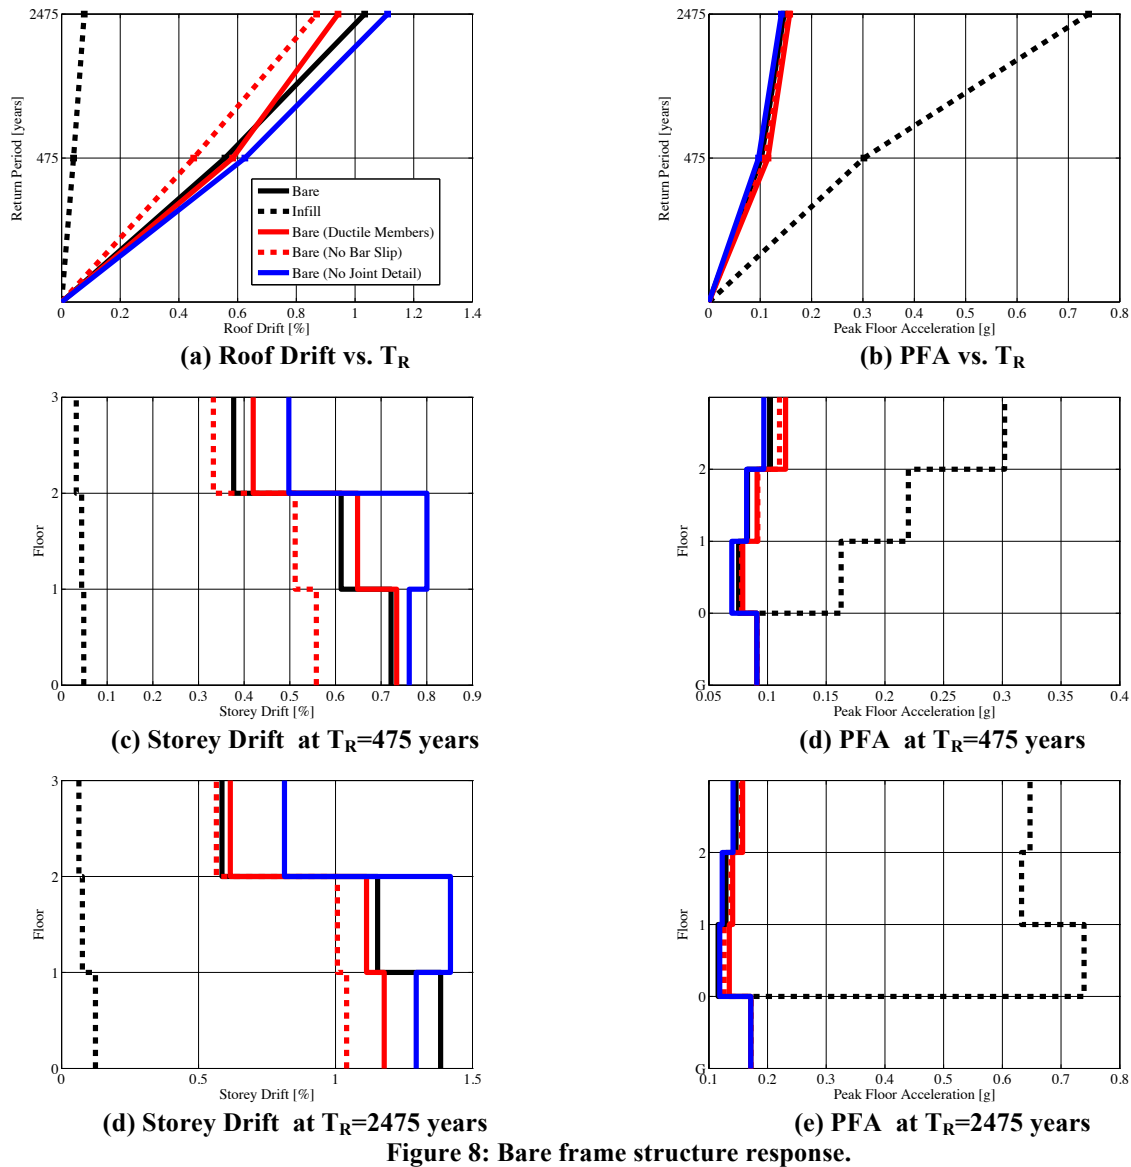 2475
475
Return Period [years]
Bare
Infill
Bare (Ductile Members)
Bare (No Bar Slip)
Bare (No Joint Detail)
0 0.2 0.4 0.6 0.8 1 1.2 1.4
Roof Drift [%]
(a) Roof Drift vs. TR
2475
475
Return Period [years]
0 0.1 0.2 0.3 0.4 0.5 0.6 0.7 0.8
Peak Floor Acceleration [g]
(b) PFA vs. TR
3
2
1
0
Floor
0 0.1 0.2 0.3 0.4 0.5 0.6 0.7 0.8 0.9
Storey Drift [%]
(c) Storey Drift at TR=475 years
2
1
0
G
Floor
0.05 0.1 0.15 0.2 0.25 0.3 0.35 0.4
Peak Floor Acceleration [g]
(d) PFA at TR=475 years
3
2
1
0
Floor
0 0.5 1 1.5
Storey Drift [%]
(d) Storey Drift at TR=2475 years
2
1
0
G
Floor
0.1 0.2 0.3 0.4 0.5 0.6 0.7 0.8
Peak Floor Acceleration [g]
(e) PFA at TR=2475 years
Figure 8: Bare frame structure response.